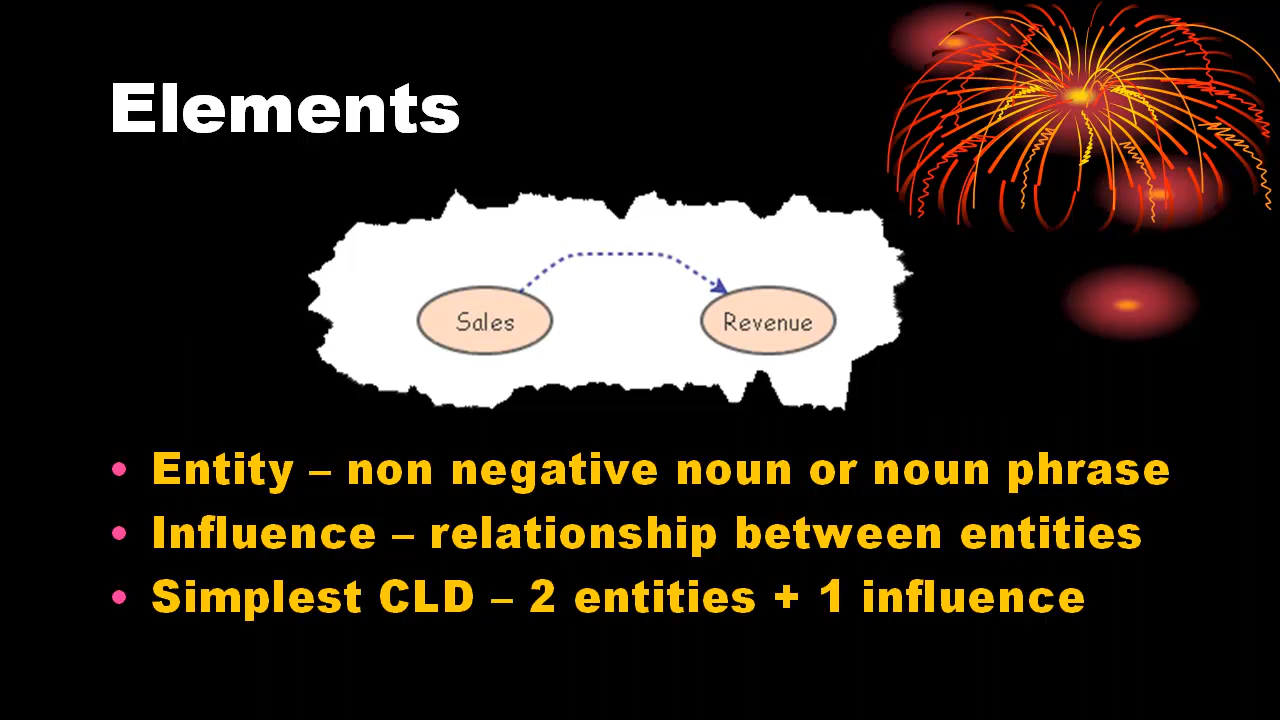 Elements
Sales
Revenue
• Entity – non negative noun or noun phrase
• Influence – relationship between entities
• Simplest CLD – 2 entities + 1 influence